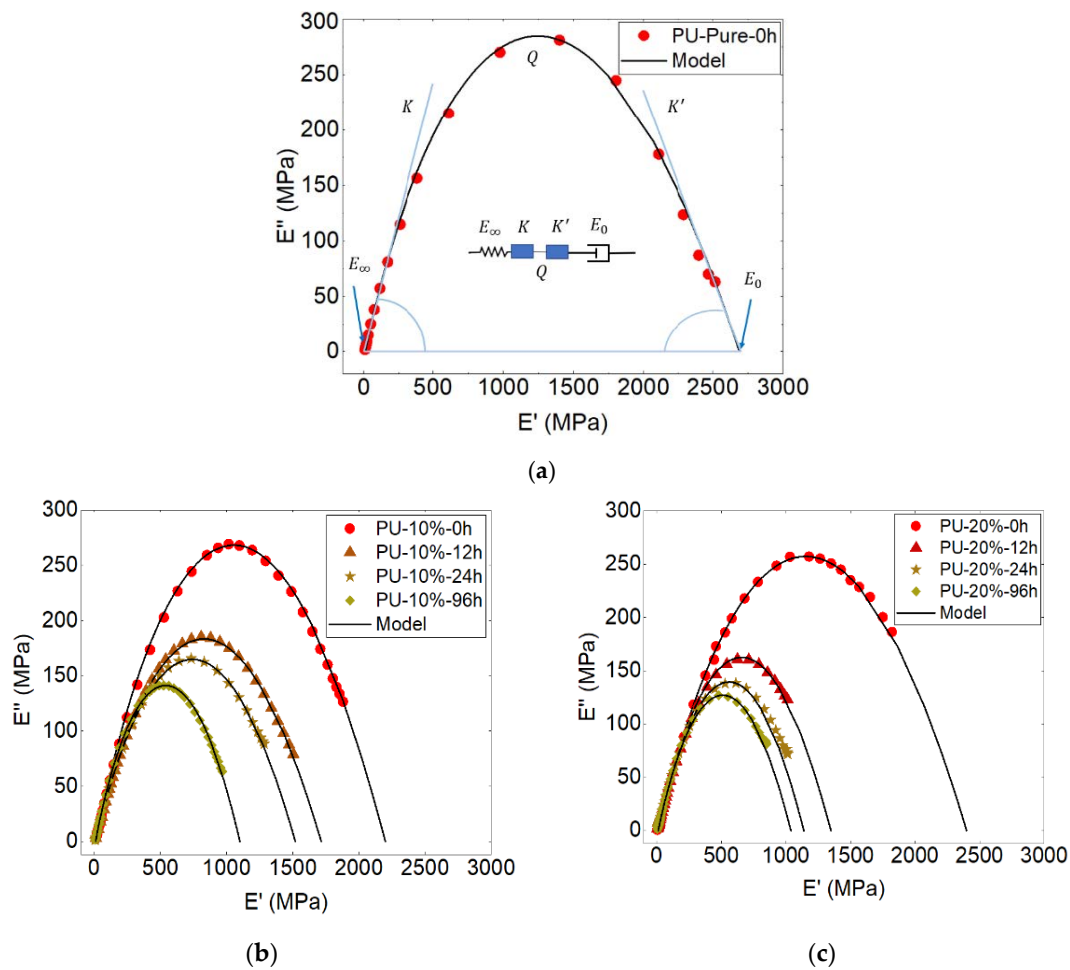 300
250
200
150
100
50
0
E'' (MPa)
PU-Pure-0h
Model
Q
K
K′
E∞ K K′ E0
Q
E∞
E0
0 500 1000 1500 2000 2500 3000
E' (MPa)
(a)
300
250
200
150
100
50
0
E'' (MPa)
PU-10%-0h
PU-10%-12h
PU-10%-24h
PU-10%-96h
Model
0 500 1000 1500 2000 2500 3000
E' (MPa)
(b)
300
250
200
150
100
50
0
E'' (MPa)
PU-20%-0h
PU-20%-12h
PU-20%-24h
PU-20%-96h
Model
0 500 1000 1500 2000 2500 3000
E' (MPa)
(c)